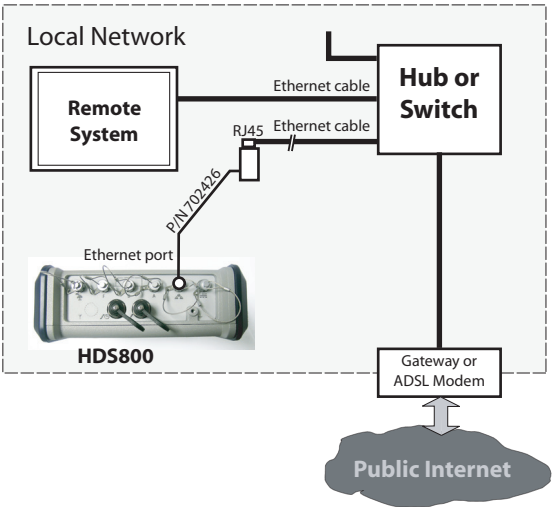 Local Network
Remote
System
Ethernet cable
Hub or
Switch
RJ45
Ethernet cable
P/N 702426
Ethernet port
HDS800
Gateway or
ADSL Modem
Public Internet